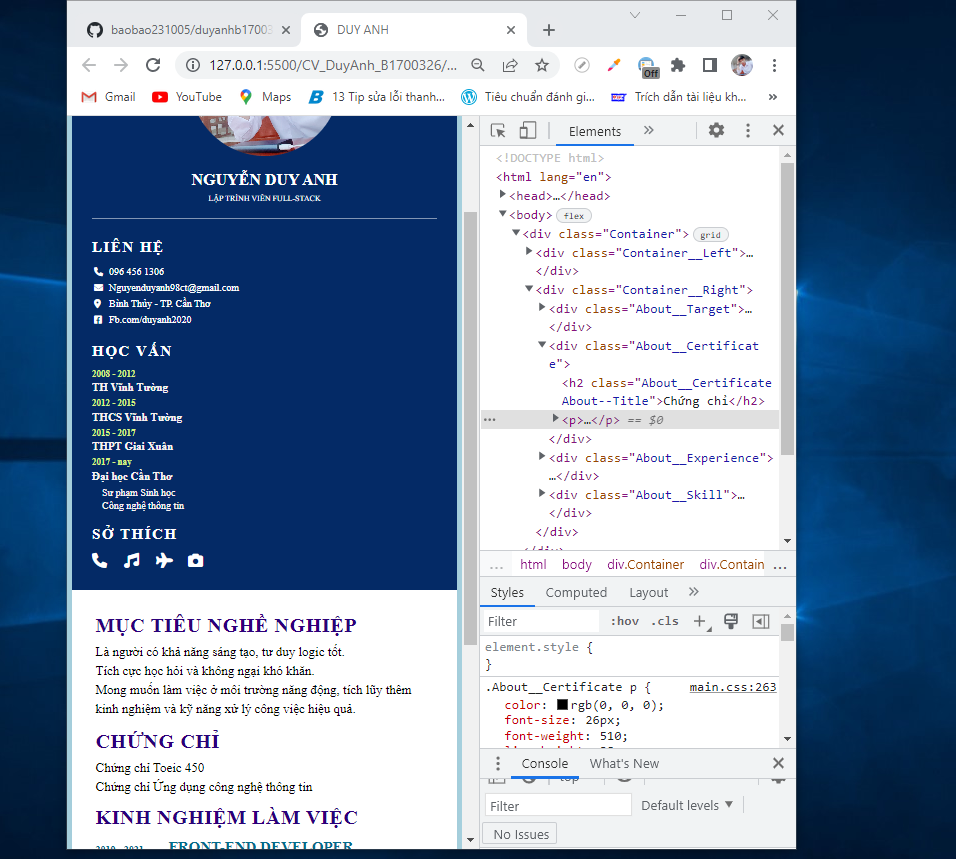 baobao231005/duyanhb1700
DUY ANH
127.0.0.1:5500/CV_DuyAnh_B1700326/...
Off
Gmail
YouTube
Maps
13 Tip sửa lỗi thanh...
Tiêu chuẩn đánh gi...
Trích dẫn tài liệu kh...
»
NGUYỄN DUY ANH
LẬP TRÌNH VIÊN FULL-STACK
LIÊN HỆ
096 456 1306
Nguyenduyanh98ct@gmail.com
Bình Thủy - TP. Cần Thơ
Fb.com/duyanh2020
HỌC VẤN
2008 - 2012
TH Vĩnh Tường
2012 - 2015
THCS Vĩnh Tường
2015 - 2017
THPT Giai Xuân
2017 - nay
Đại học Cần Thơ
Sư phạm Sinh học
Công nghệ thông tin
SỞ THÍCH
MỤC TIÊU NGHỀ NGHIỆP
Là người có khả năng sáng tạo, tư duy logic tốt.
Tích cực học hỏi và không ngại khó khăn.
Mong muốn làm việc ở môi trường năng động, tích lũy thêm
kinh nghiệm và kỹ năng xử lý công việc hiệu quả.
CHỨNG CHỈ
Chứng chỉ Toeic 450
Chứng chỉ Ứng dụng công nghệ thông tin
KINH NGHIỆM LÀM VIỆC
2019 - 2021 FRONT-END DEVELOPER
Elements »
<!DOCTYPE html>
<html lang="en">
<head>…</head>
<body> flex
<div class="Container"> grid
<div class="Container__Left">…
</div>
<div class="Container__Right">
<div class="About__Target">…
</div>
<div class="About__Certificat
e">
<h2 class="About__Certificate
About--Title">Chứng chỉ</h2>
... <p>…</p> == $0
</div>
<div class="About__Experience">
…</div>
<div class="About__Skill">…
</div>
</div>
</div>
... html body div.Container div.Contain ...
Styles Computed Layout »
Filter :hov .cls
element.style {
}
.About__Certificate p { main.css:263
color: rgb(0, 0, 0);
font-size: 26px;
font-weight: 510;
Console What's New
top
Filter Default levels ▼
No Issues